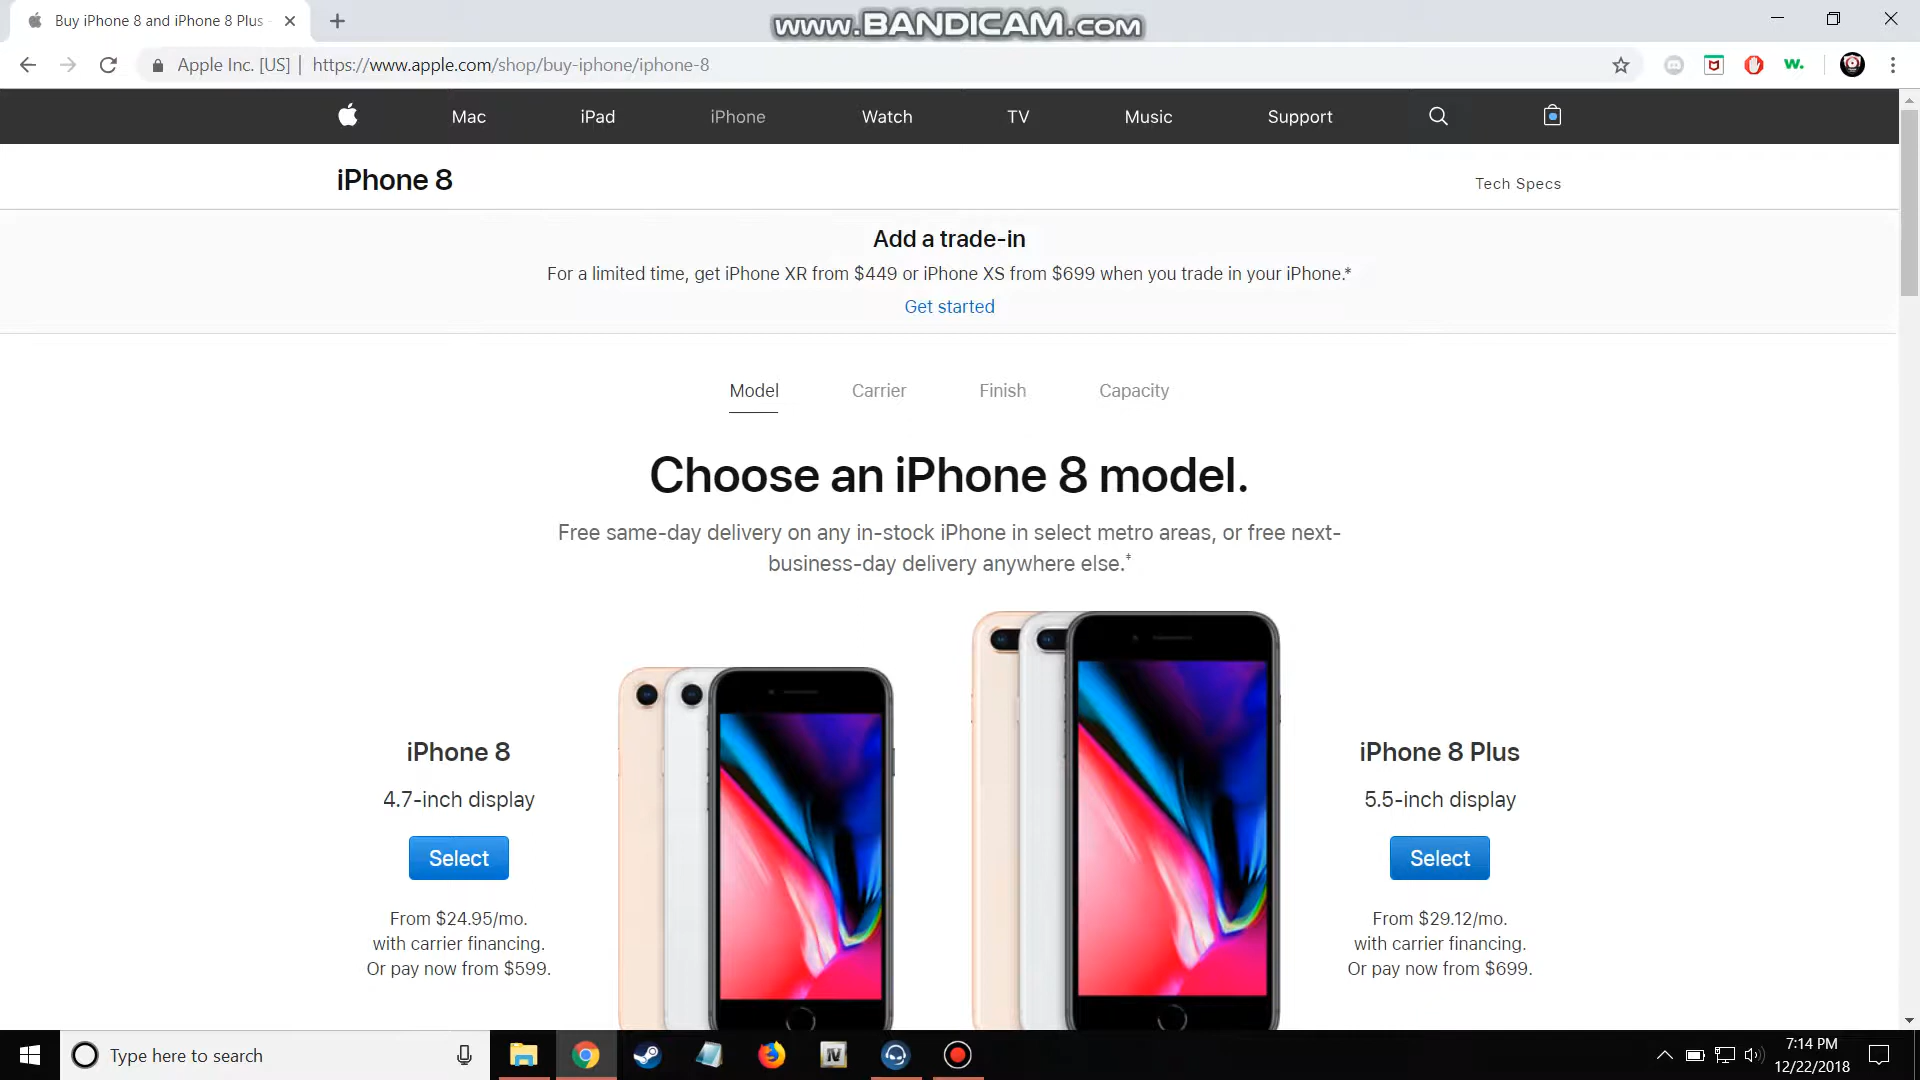 Buy iPhone 8 and iPhone 8 Plus -
www.BANDICAM.com
Apple Inc. [US] | https://www.apple.com/shop/buy-iphone/iphone-8
w.
Mac iPad iPhone Watch TV Music Support
iPhone 8
Tech Specs
Add a trade-in
For a limited time, get iPhone XR from $449 or iPhone XS from $699 when you trade in your iPhone.*
Get started
Model Carrier Finish Capacity
Choose an iPhone 8 model.
Free same-day delivery on any in-stock iPhone in select metro areas, or free next-
business-day delivery anywhere else.‡
iPhone 8
4.7-inch display
Select
From $24.95/mo.
with carrier financing.
Or pay now from $599.
iPhone 8 Plus
5.5-inch display
Select
From $29.12/mo.
with carrier financing.
Or pay now from $699.
Type here to search
7:14 PM
12/22/2018